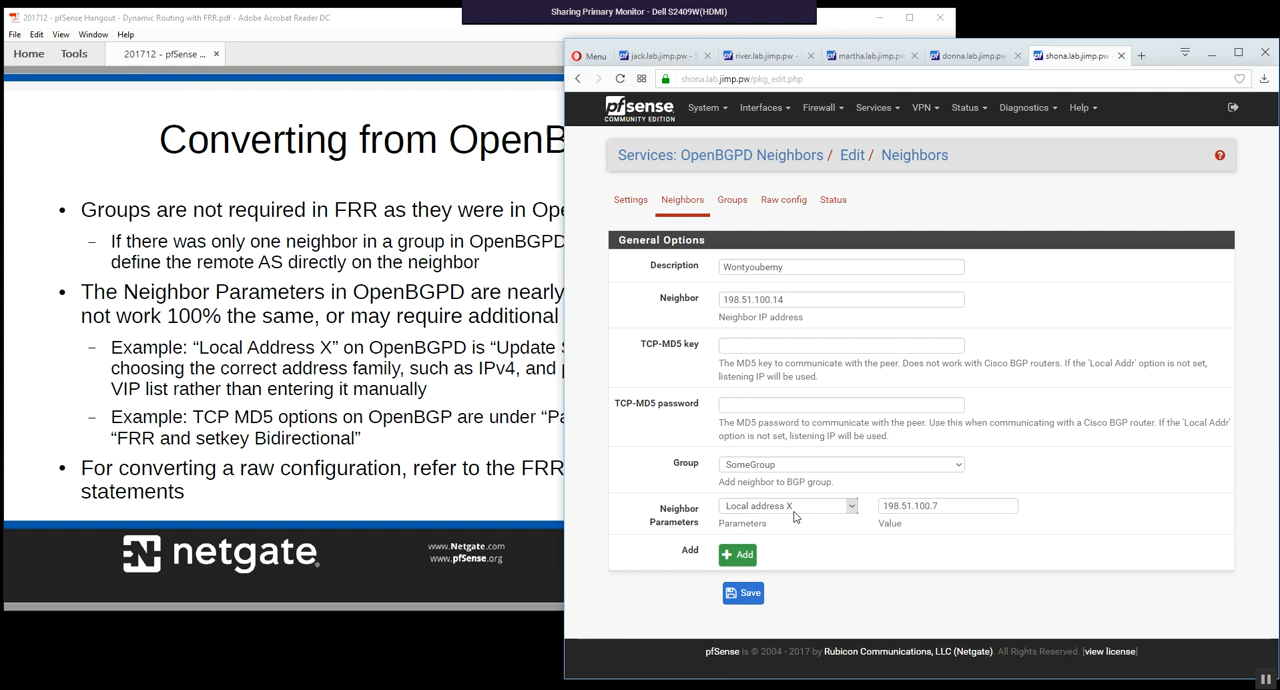 Sharing Primary Monitor - Dell S2409W(HDMI)
201712 - pfSense Hangout - Dynamic Routing with FRR.pdf - Adobe Acrobat Reader DC
File Edit View Window Help
Home Tools 201712 - pfSense ... ×
Converting from OpenB
• Groups are not required in FRR as they were in Ope
– If there was only one neighbor in a group in OpenBGPD
define the remote AS directly on the neighbor
• The Neighbor Parameters in OpenBGPD are nearly
not work 100% the same, or may require additional
– Example: “Local Address X” on OpenBGPD is “Update S
choosing the correct address family, such as IPv4, and p
VIP list rather than entering it manually
– Example: TCP MD5 options on OpenBGP are under “Pa
“FRR and setkey Bidirectional”
• For converting a raw configuration, refer to the FRR
statements
netgate®
www.Netgate.com
www.pfSense.org
Menu jack.lab.jimp.pw - S river.lab.jimp.pw - martha.lab.jimp.pw donna.lab.jimp.pw shona.lab.jimp.pw
shona.lab.jimp.pw/pkg_edit.php
pfsense
COMMUNITY EDITION
System Interfaces Firewall Services VPN Status Diagnostics Help
Services: OpenBGPD Neighbors / Edit / Neighbors
Settings Neighbors Groups Raw config Status
General Options
Description Wontyoubemy
Neighbor 198.51.100.14
Neighbor IP address
TCP-MD5 key
The MD5 key to communicate with the peer. Does not work with Cisco BGP routers. If the 'Local Addr' option is not set,
listening IP will be used.
TCP-MD5 password
The MD5 password to communicate with the peer. Use this when communicating with a Cisco BGP router. If the 'Local Addr'
option is not set, listening IP will be used.
Group SomeGroup
Add neighbor to BGP group.
Neighbor Parameters Local address X 198.51.100.7
Parameters Value
Add + Add
Save
pfSense is © 2004 - 2017 by Rubicon Communications, LLC (Netgate). All Rights Reserved. [view license]